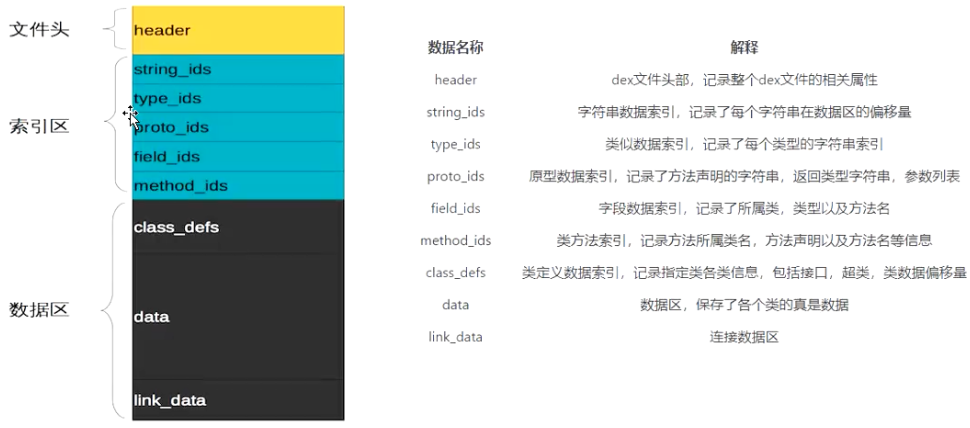 文件头
header
索引区
string_ids
type_ids
proto_ids
field_ids
method_ids
数据区
class_defs
data
link_data
数据名称 解释
header dex文件头部，记录整个dex文件的相关属性
string_ids 字符串数据索引，记录了每个字符串在数据区的偏移量
type_ids 类似数据索引，记录了每个类型的字符串索引
proto_ids 原型数据索引，记录了方法声明的字符串，返回类型字符串，参数列表
field_ids 字段数据索引，记录了所属类，类型以及方法名
method_ids 类方法索引，记录方法所属类名，方法声明以及方法名等信息
class_defs 类定义数据索引，记录指定类各类信息，包括接口，超类，类数据偏移量
data 数据区，保存了各个类的真是数据
link_data 连接数据区